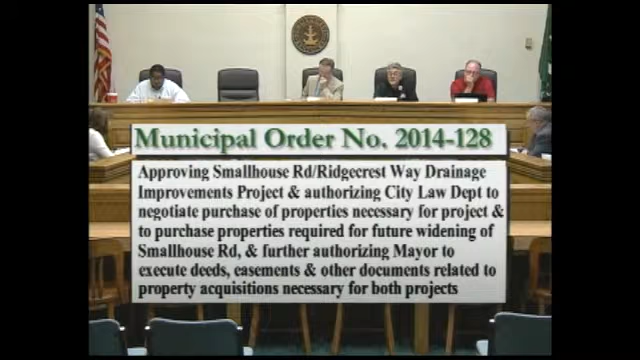 Municipal Order No. 2014-128
Approving Smallhouse Rd/Ridgecrest Way Drainage
Improvements Project & authorizing City Law Dept to
negotiate purchase of properties necessary for project &
to purchase properties required for future widening of
Smallhouse Rd, & further authorizing Mayor to
execute deeds, easements & other documents related to
property acquisitions necessary for both projects